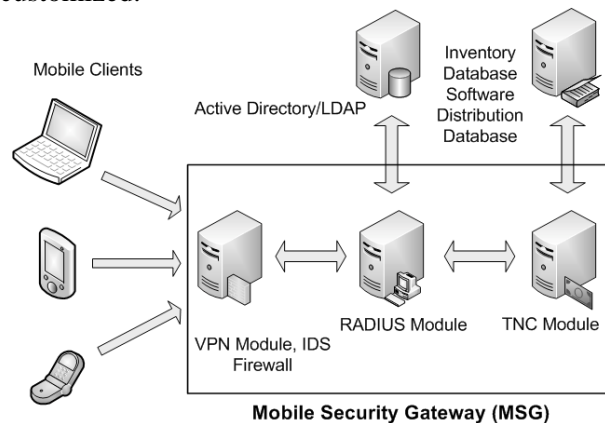 customized.
Mobile Clients
Active Directory/LDAP
Inventory
Database
Software
Distribution
Database
VPN Module, IDS
Firewall
RADIUS Module
TNC Module
Mobile Security Gateway (MSG)